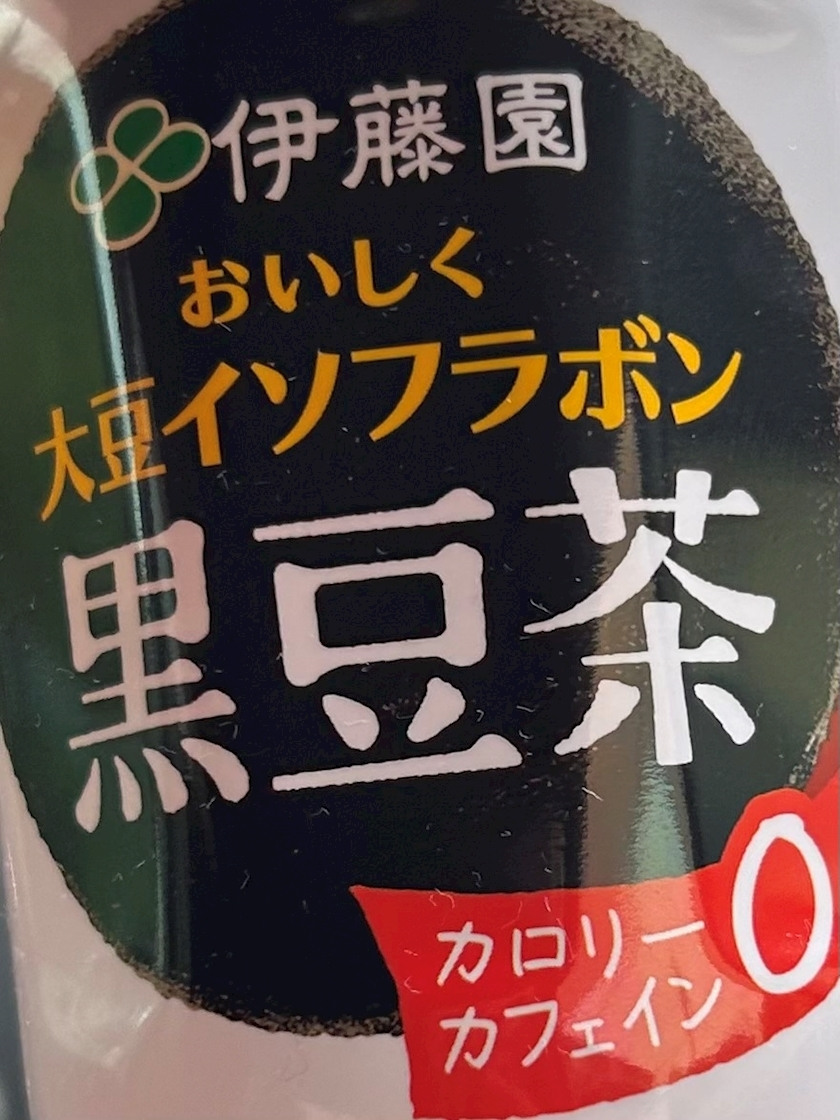 伊藤園
おいしく
大豆イソフラボン
黒豆茶
カロリー
カフェイン
0